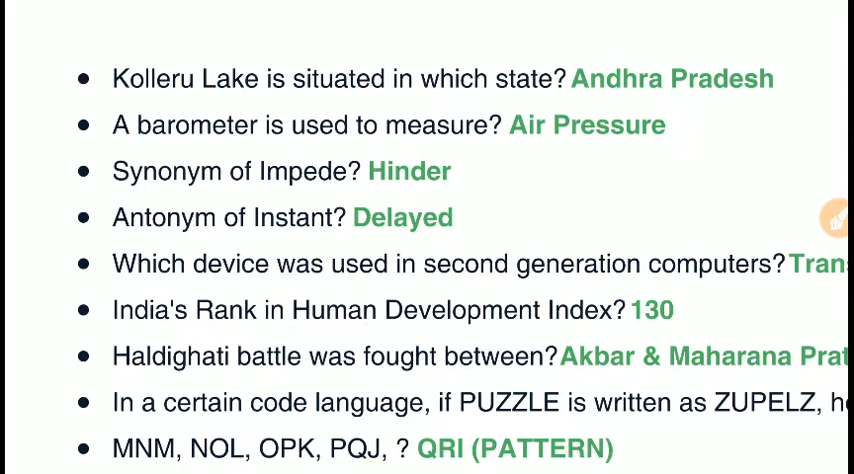 Kolleru Lake is situated in which state? Andhra Pradesh
A barometer is used to measure? Air Pressure
Synonym of Impede? Hinder
Antonym of Instant? Delayed
Which device was used in second generation computers? Trans
India's Rank in Human Development Index? 130
Haldighati battle was fought between? Akbar & Maharana Prat
In a certain code language, if PUZZLE is written as ZUPELZ, h
MNM, NOL, OPK, PQJ, ? QRI (PATTERN)